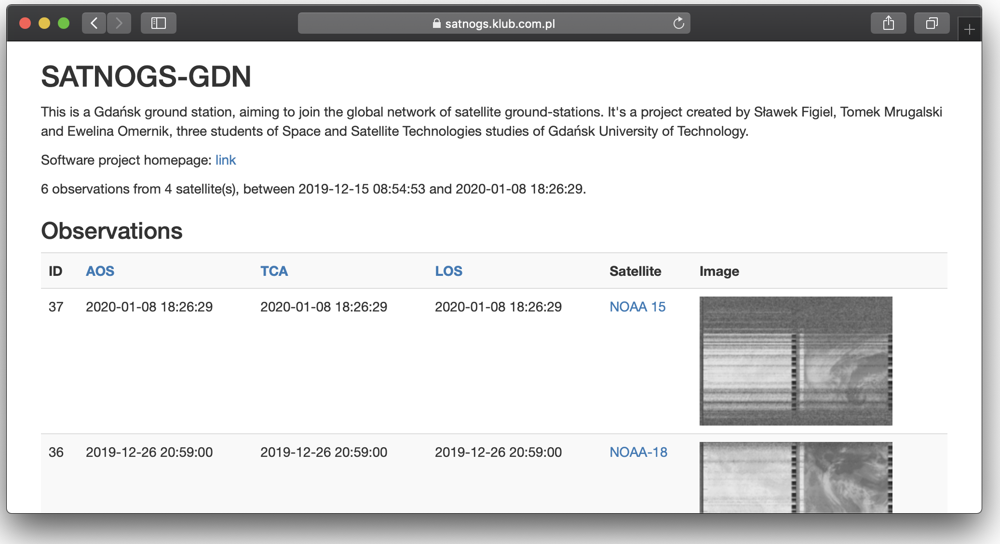 satnogs.klub.com.pl
SATNOGS-GDN
This is a Gdańsk ground station, aiming to join the global network of satellite ground-stations. It's a project created by Sławek Figiel, Tomek Mrugalski
and Ewelina Omernik, three students of Space and Satellite Technologies studies of Gdańsk University of Technology.
Software project homepage: link
6 observations from 4 satellite(s), between 2019-12-15 08:54:53 and 2020-01-08 18:26:29.
Observations
ID AOS TCA LOS Satellite Image
37 2020-01-08 18:26:29 2020-01-08 18:26:29 2020-01-08 18:26:29 NOAA 15
36 2019-12-26 20:59:00 2019-12-26 20:59:00 2019-12-26 20:59:00 NOAA-18